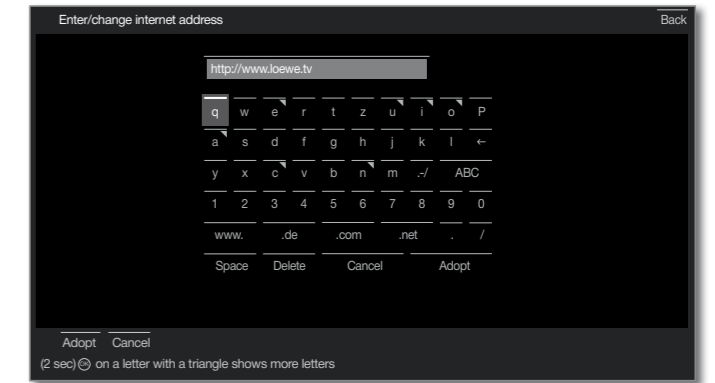 Enter/change internet address Back
http://www.loewe.tv
q w e r t z u i o P
a s d f g h j k l ←
y x c v b n m .-/ ABC
1 2 3 4 5 6 7 8 9 0
www. .de .com .net . /
Space Delete Cancel Adopt
Adopt Cancel
(2 sec) OK on a letter with a triangle shows more letters